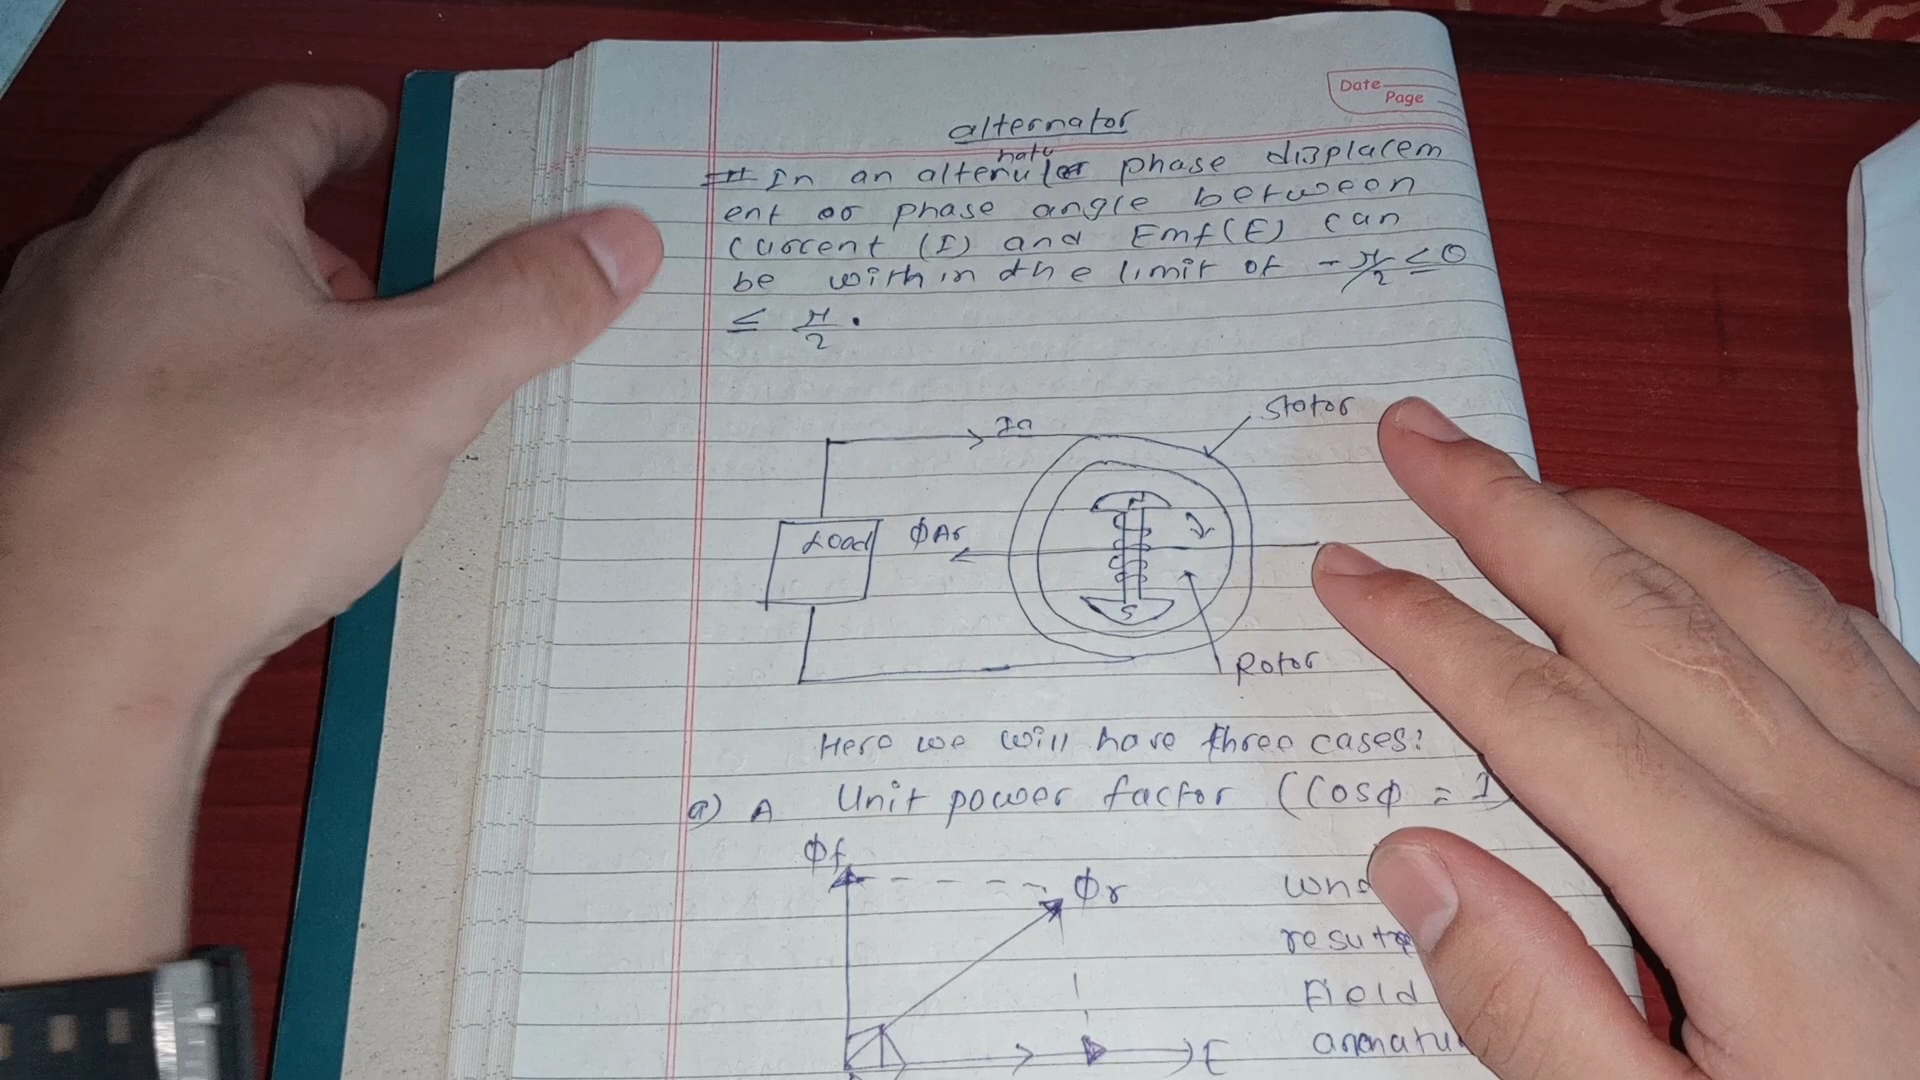 Date
Page
alternator
# In an alternator phase displacem
ent or phase angle between
current (I) and Emf(E) can
be within the limit of - π/2 ≤ θ
≤ π/2 .
Stator
Ia
Load ΦAr
S
Rotor
Here we will have three cases:
a) A Unit power factor (Cosφ = 1
Φf
Φr
Field
E